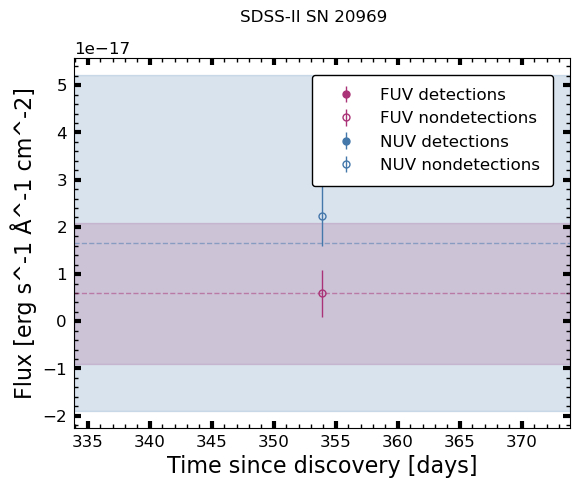 SDSS-II SN 20969
1e−17
FUV detections
FUV nondetections
NUV detections
NUV nondetections
5
4
3
2
1
0
−1
−2
Flux [erg s^-1 Å^-1 cm^-2]
335 340 345 350 355 360 365 370
Time since discovery [days]